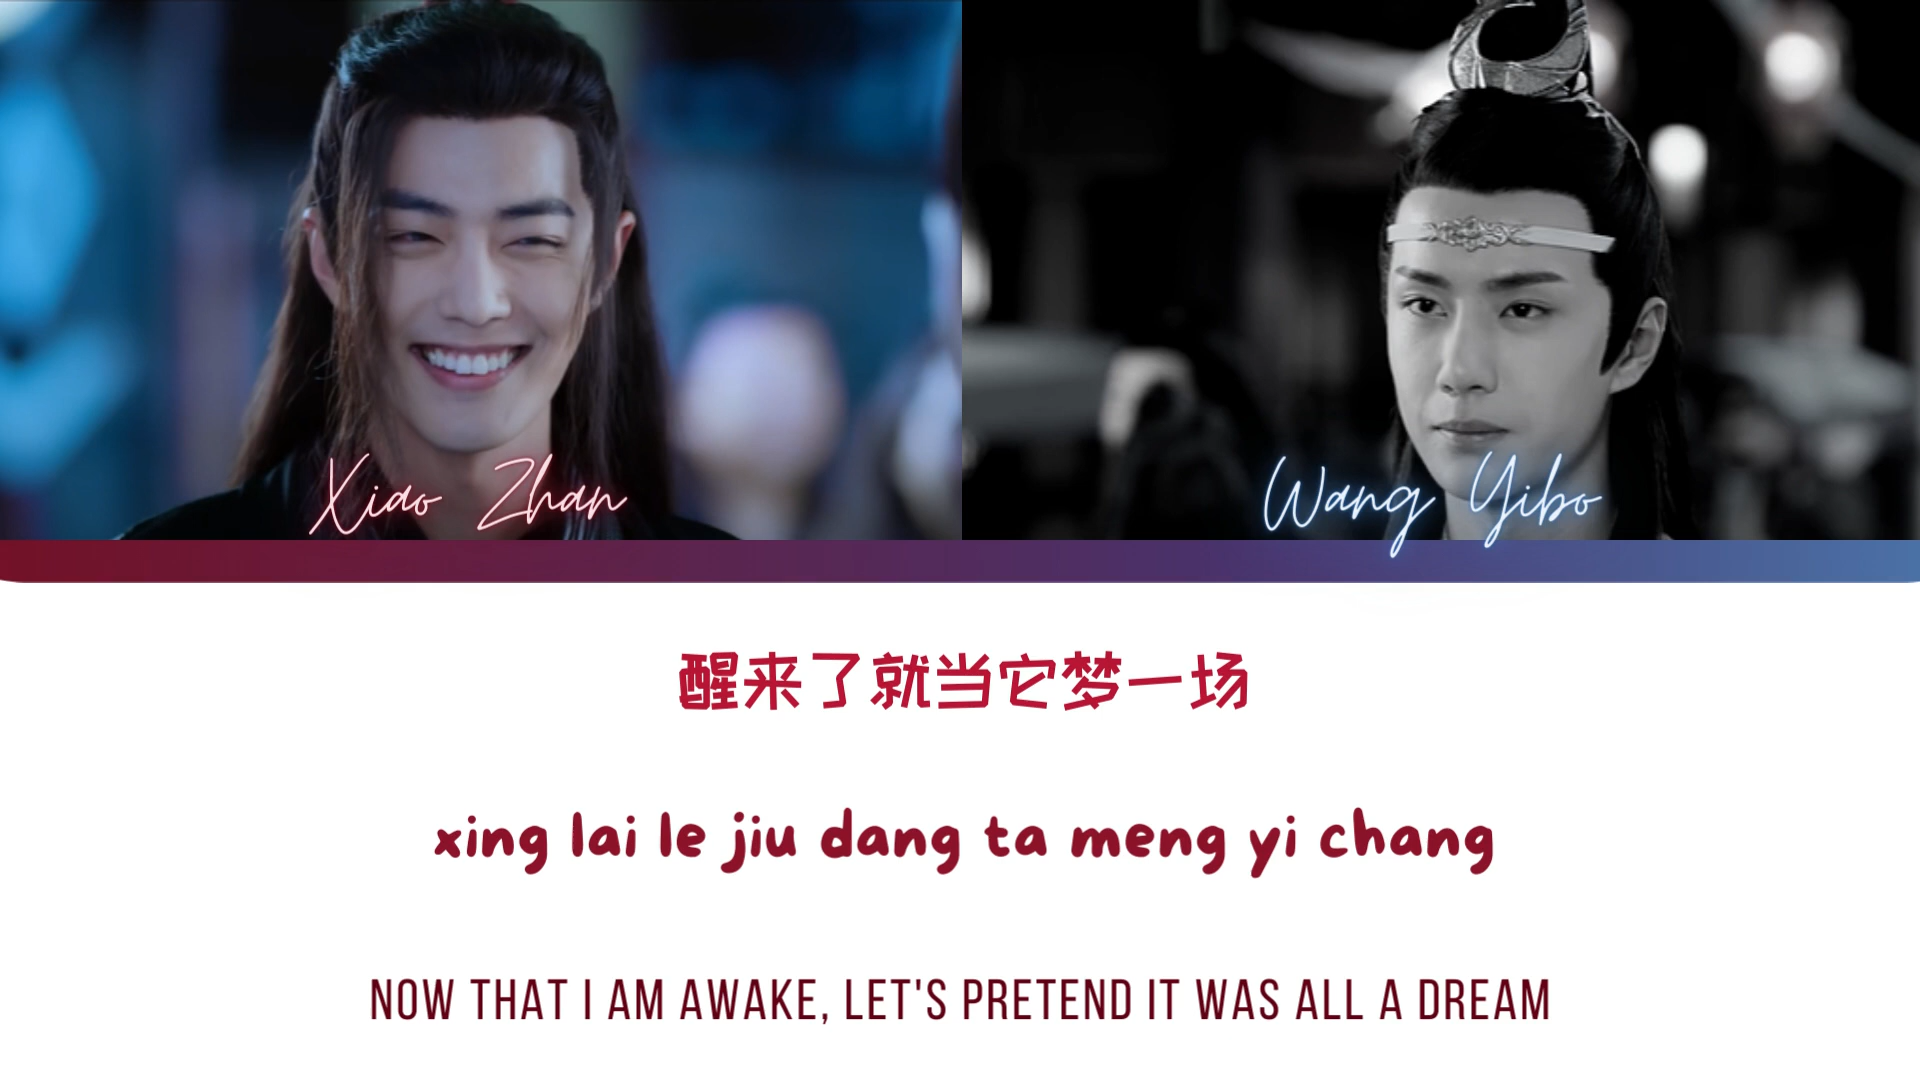 Xiao Zhan
Wang Yibo
醒来了就当它梦一场
xing lai le jiu dang ta meng yi chang
NOW THAT I AM AWAKE, LET'S PRETEND IT WAS ALL A DREAM